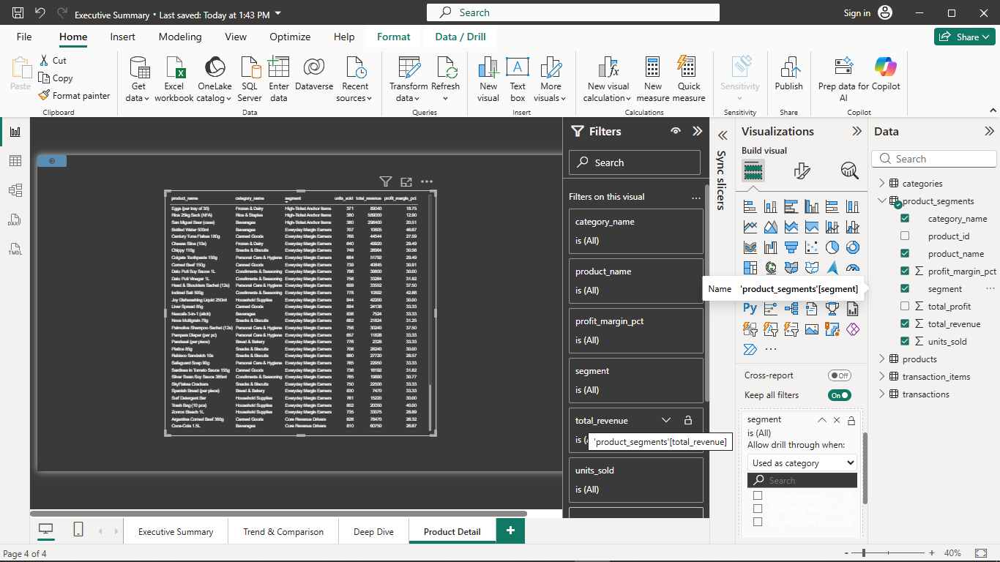 Executive Summary • Last saved: Today at 1:43 PM
Search
Sign in
File
Home
Insert
Modeling
View
Optimize
Help
Format
Data / Drill
Share
Paste
Cut
Copy
Format painter
Clipboard
Get data
Excel workbook
OneLake catalog
SQL Server
Enter data
Dataverse
Recent sources
Data
Transform data
Refresh
Queries
New visual
Text box
More visuals
Insert
New visual calculation
New measure
Quick measure
Calculations
Sensitivity
Sensitivity
Publish
Share
Prep data for AI
Copilot
Copilot
product_name category_name segment units_sold total_revenue profit_margin_pct
Eggs (per tray of 30) Frozen & Dairy High-Ticket Anchor Items 371 89040 18.75
Rice 25kg Sack (NFA) Rice & Staples High-Ticket Anchor Items 380 589000 12.90
San Miguel Beer (case) Beverages High-Ticket Anchor Items 380 296400 20.51
Bottled Water 500ml Beverages Everyday Margin Earners 707 10605 46.67
Century Tuna Flakes 180g Canned Goods Everyday Margin Earners 768 44544 27.59
Cheese Slice (10s) Frozen & Dairy Everyday Margin Earners 640 49920 29.49
Chippy 110g Snacks & Biscuits Everyday Margin Earners 749 26964 30.56
Colgate Toothpaste 150g Personal Care & Hygiene Everyday Margin Earners 664 51792 29.49
Corned Beef 150g Canned Goods Everyday Margin Earners 739 40645 30.91
Datu Puti Soy Sauce 1L Condiments & Seasoning Everyday Margin Earners 796 39800 30.00
Datu Puti Vinegar 1L Condiments & Seasoning Everyday Margin Earners 756 33264 31.82
Head & Shoulders Sachet (12s) Personal Care & Hygiene Everyday Margin Earners 699 33552 37.50
Iodized Salt 500g Condiments & Seasoning Everyday Margin Earners 778 10892 42.86
Joy Dishwashing Liquid 250ml Household Supplies Everyday Margin Earners 844 42200 30.00
Liver Spread 85g Canned Goods Everyday Margin Earners 894 24138 33.33
Nescafe 3-in-1 (stick) Beverages Everyday Margin Earners 836 7524 33.33
Nova Multigrain 78g Snacks & Biscuits Everyday Margin Earners 682 21824 31.25
Palmolive Shampoo Sachet (12s) Personal Care & Hygiene Everyday Margin Earners 756 30240 37.50
Pampers Diaper (per pc) Personal Care & Hygiene Everyday Margin Earners 657 11826 33.33
Pandesal (per piece) Bread & Bakery Everyday Margin Earners 776 2328 33.33
Piattos 85g Snacks & Biscuits Everyday Margin Earners 706 28240 30.00
Rebisco Sandwich 10s Snacks & Biscuits Everyday Margin Earners 660 27720 28.57
Safeguard Soap 90g Personal Care & Hygiene Everyday Margin Earners 765 22950 33.33
Sardines in Tomato Sauce 155g Canned Goods Everyday Margin Earners 736 16192 31.82
Silver Swan Soy Sauce 385ml Condiments & Seasoning Everyday Margin Earners 765 19890 30.77
SkyFlakes Crackers Snacks & Biscuits Everyday Margin Earners 750 22500 33.33
Spanish Bread (per piece) Bread & Bakery Everyday Margin Earners 830 7470 33.33
Surf Detergent Bar Household Supplies Everyday Margin Earners 761 15220 30.00
Trash Bag (10 pcs) Household Supplies Everyday Margin Earners 802 20050 40.00
Zonrox Bleach 1L Household Supplies Everyday Margin Earners 735 33075 28.89
Argentina Corned Beef 380g Canned Goods Core Revenue Drivers 826 78470 26.32
Coca-Cola 1.5L Beverages Core Revenue Drivers 810 60750 26.67
Filters
Search
Filters on this visual
category_name
is (All)
product_name
is (All)
profit_margin_pct
is (All)
segment
is (All)
total_revenue
is (
'product_segments'[total_revenue]
units_sold
is (All)
Sync slicers
Visualizations
Build visual
Name 'product_segments'[segment]
Py
Cross-report
Off
Keep all filters
On
segment
is (All)
Allow drill through when:
Used as category
Search
Data
Search
categories
product_segments
category_name
product_id
product_name
profit_margin_pct
segment
total_profit
total_revenue
units_sold
products
transaction_items
transactions
Executive Summary
Trend & Comparison
Deep Dive
Product Detail
Page 4 of 4
40%